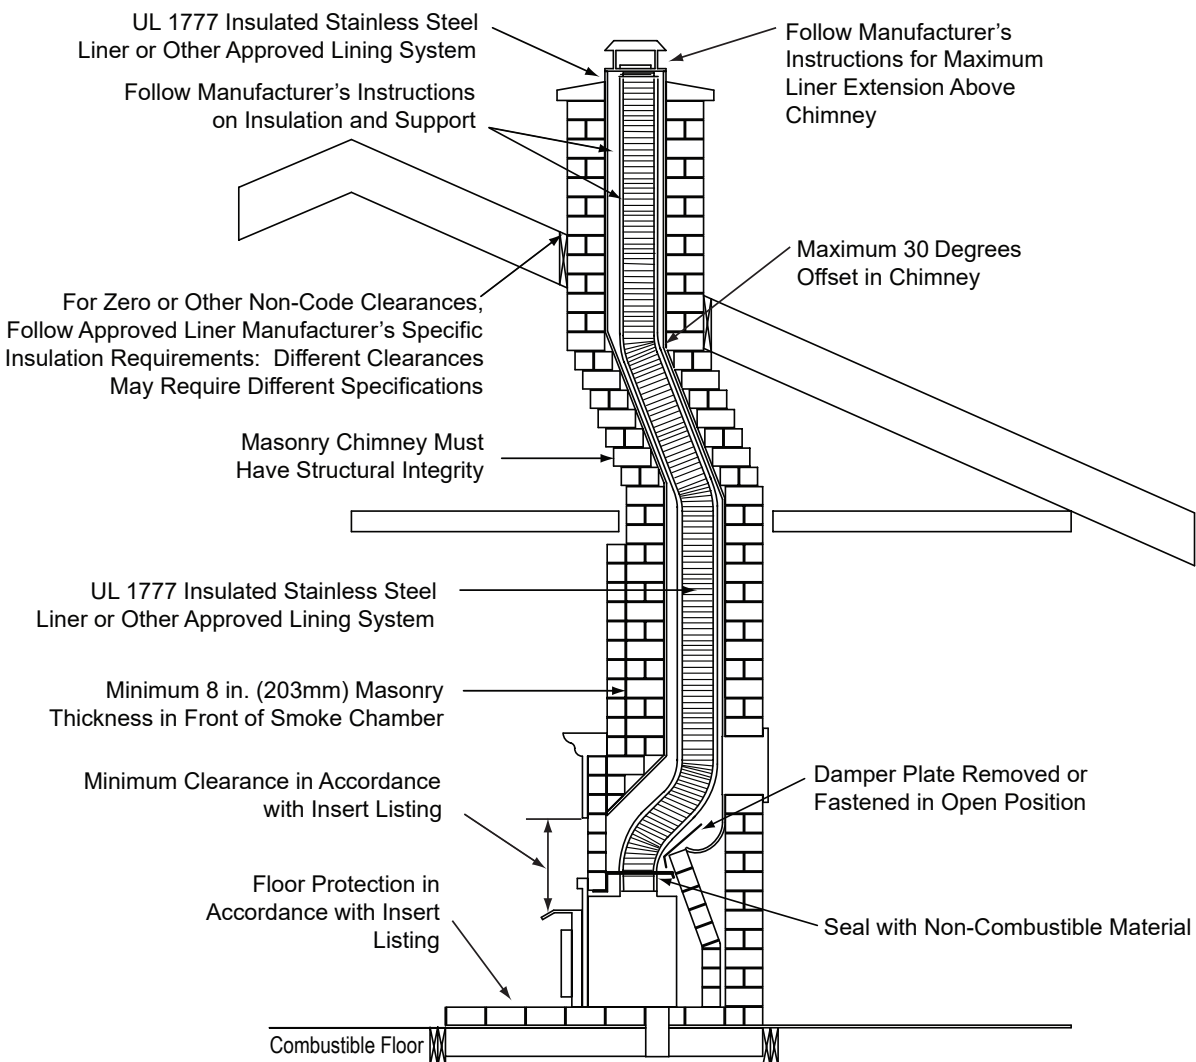 UL 1777 Insulated Stainless Steel
Liner or Other Approved Lining System
Follow Manufacturer’s Instructions
on Insulation and Support
Follow Manufacturer’s
Instructions for Maximum
Liner Extension Above
Chimney
Maximum 30 Degrees
Offset in Chimney
For Zero or Other Non-Code Clearances,
Follow Approved Liner Manufacturer’s Specific
Insulation Requirements:  Different Clearances
May Require Different Specifications
Masonry Chimney Must
Have Structural Integrity
UL 1777 Insulated Stainless Steel
Liner or Other Approved Lining System
Minimum 8 in. (203mm) Masonry
Thickness in Front of Smoke Chamber
Minimum Clearance in Accordance
with Insert Listing
Damper Plate Removed or
Fastened in Open Position
Floor Protection in
Accordance with Insert
Listing
Seal with Non-Combustible Material
Combustible Floor